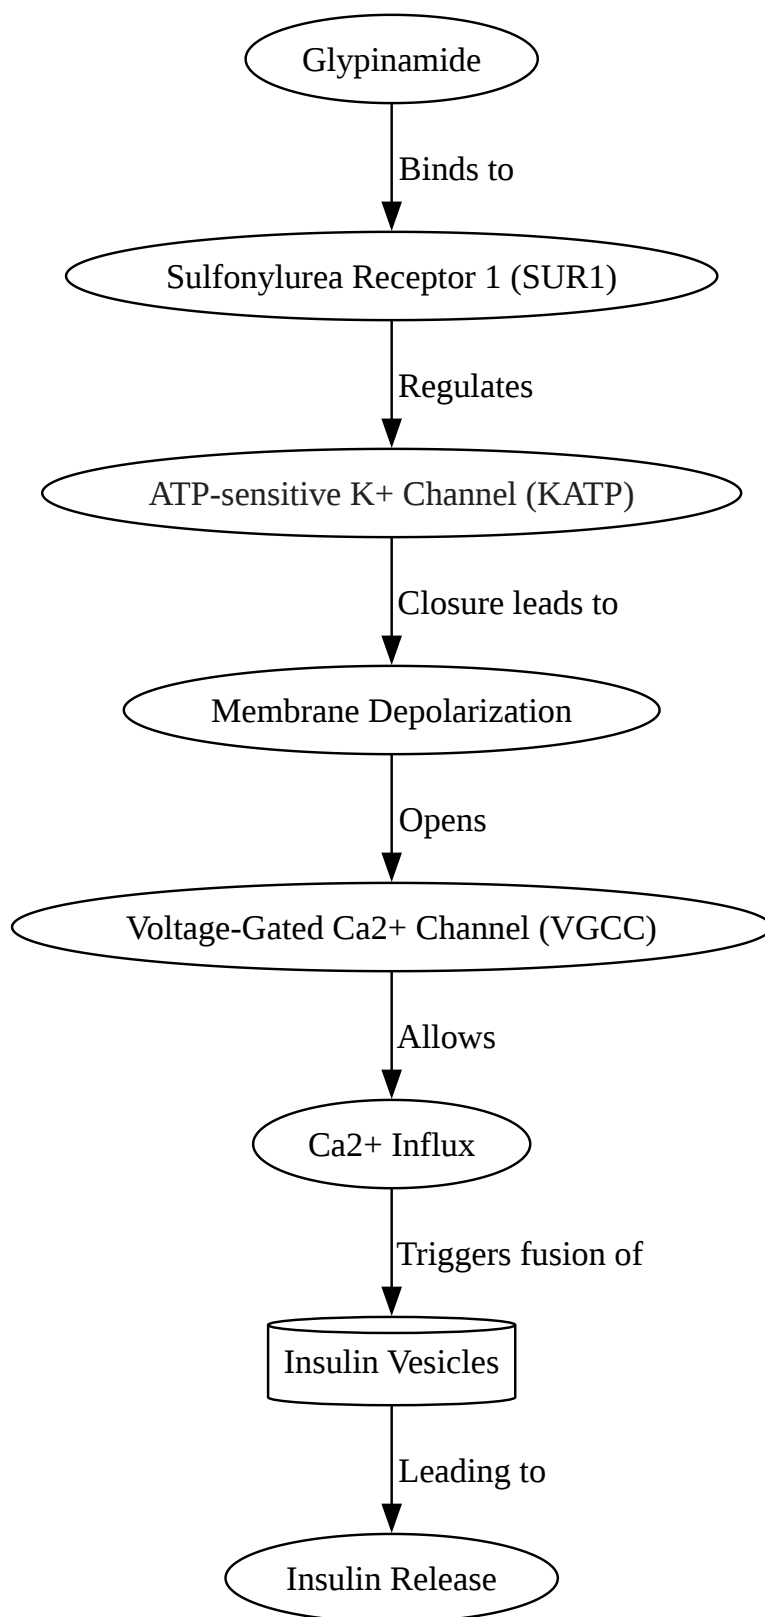 Glypinamide
Binds to
Sulfonylurea Receptor 1 (SUR1)
Regulates
ATP-sensitive K+ Channel (KATP)
Closure leads to
Membrane Depolarization
Opens
Voltage-Gated Ca2+ Channel (VGCC)
Allows
Ca2+ Influx
Triggers fusion of
Insulin Vesicles
Leading to
Insulin Release